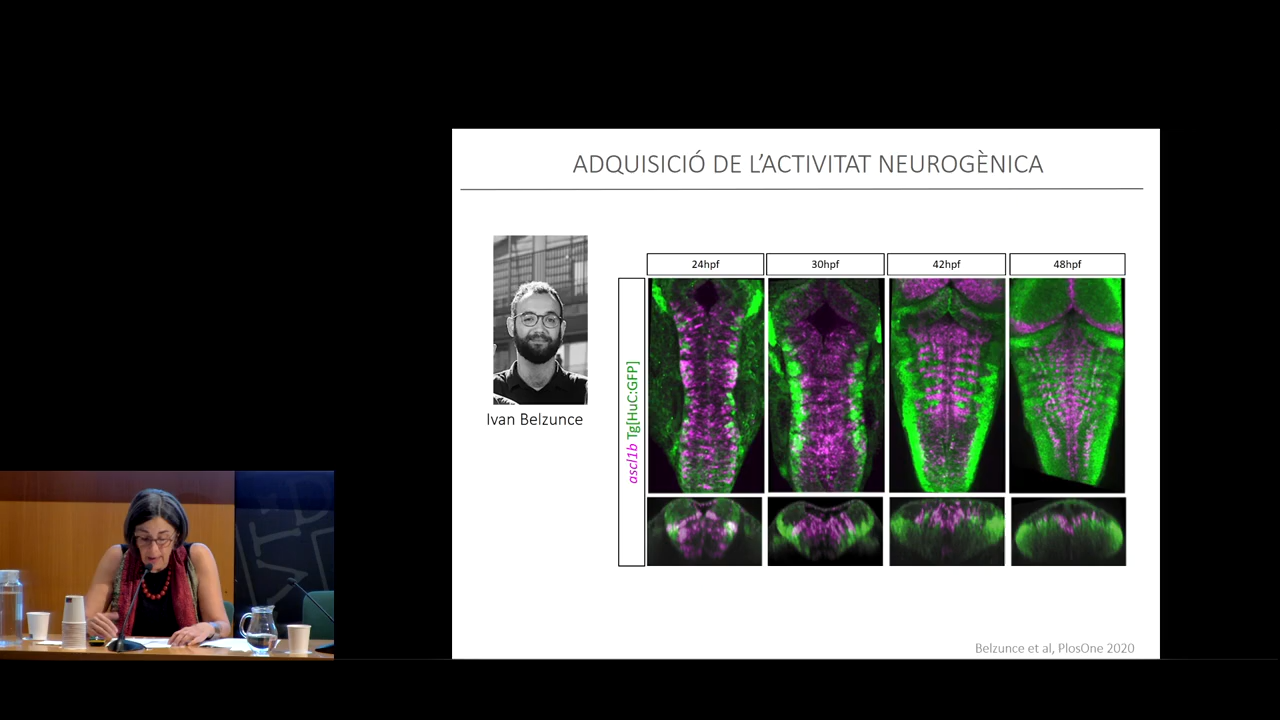 ADQUISICIÓ DE L'ACTIVITAT NEUROGÈNICA
Ivan Belzunce
24hpf
30hpf
42hpf
48hpf
ascl1b Tg[HuC:GFP]
Belzunce et al, PlosOne 2020